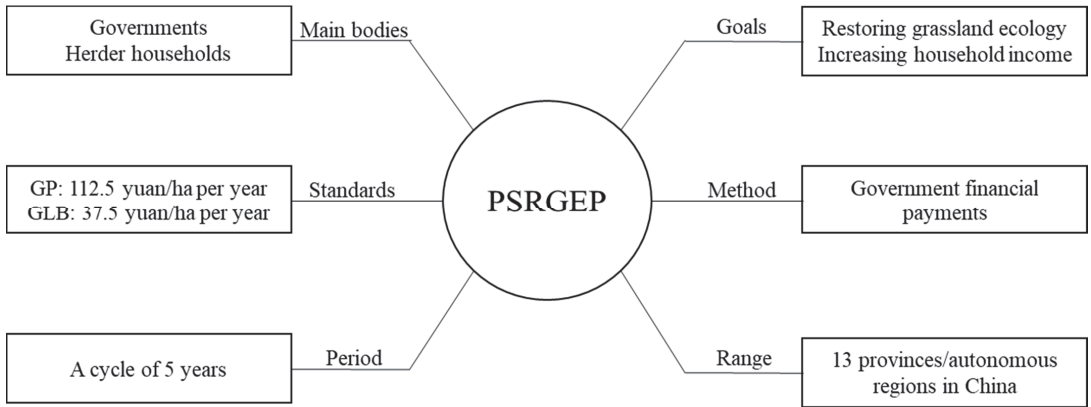 Governments
Herder households
Main bodies
Goals
Restoring grassland ecology
Increasing household income
GP: 112.5 yuan/ha per year
GLB: 37.5 yuan/ha per year
Standards
PSRGEP
Method
Government financial
payments
A cycle of 5 years
Period
Range
13 provinces/autonomous
regions in China